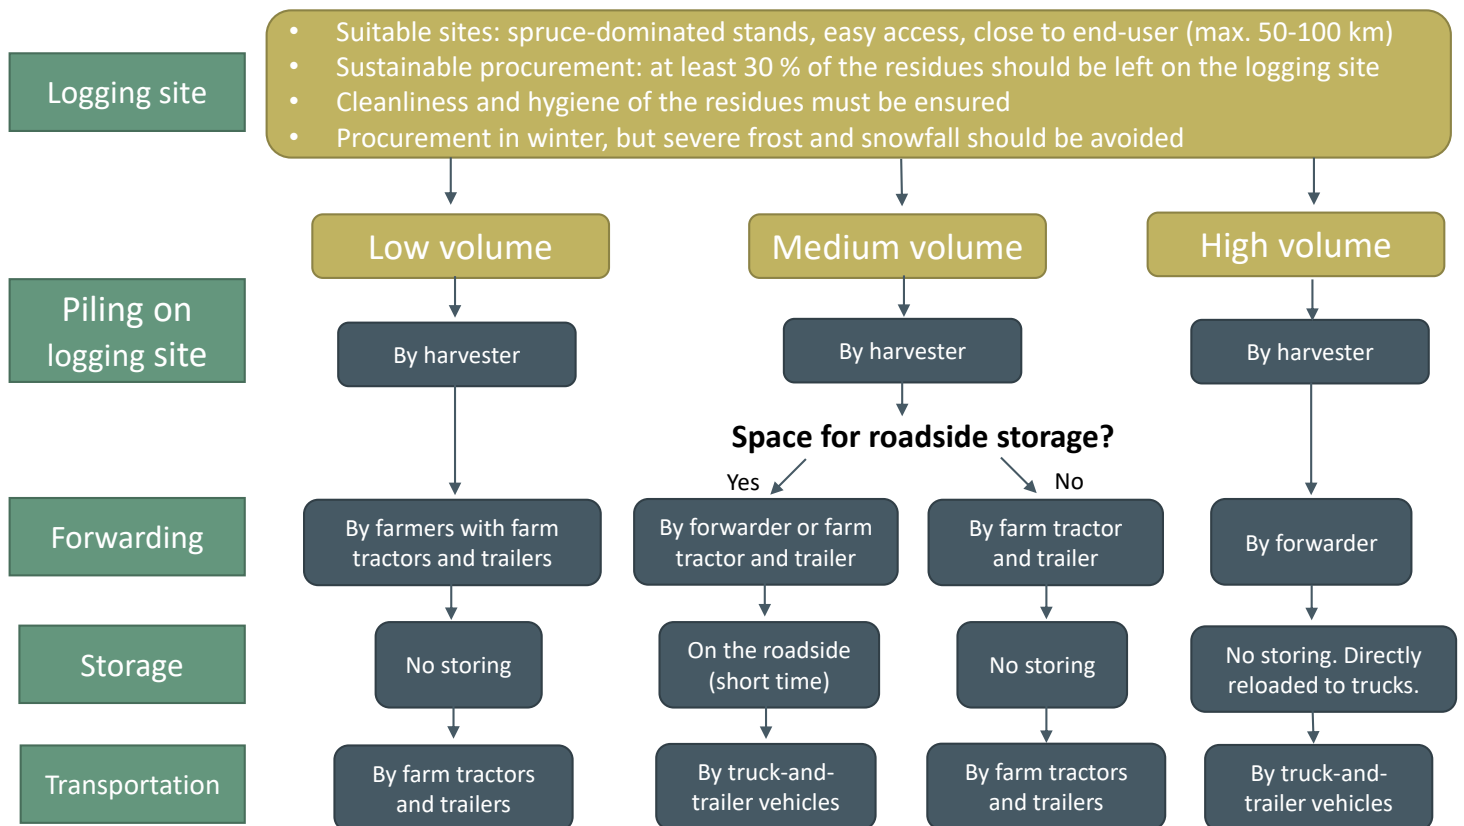 Logging site
• Suitable sites: spruce-dominated stands, easy access, close to end-user (max. 50-100 km)
• Sustainable procurement: at least 30 % of the residues should be left on the logging site
• Cleanliness and hygiene of the residues must be ensured
• Procurement in winter, but severe frost and snowfall should be avoided
Low volume
Medium volume
High volume
Piling on
logging site
By harvester
By harvester
By harvester
Space for roadside storage?
Yes
No
Forwarding
By farmers with farm
tractors and trailers
By forwarder or farm
tractor and trailer
By farm tractor
and trailer
By forwarder
Storage
No storing
On the roadside
(short time)
No storing
No storing. Directly
reloaded to trucks.
Transportation
By farm tractors
and trailers
By truck-and-
trailer vehicles
By farm tractors
and trailers
By truck-and-
trailer vehicles